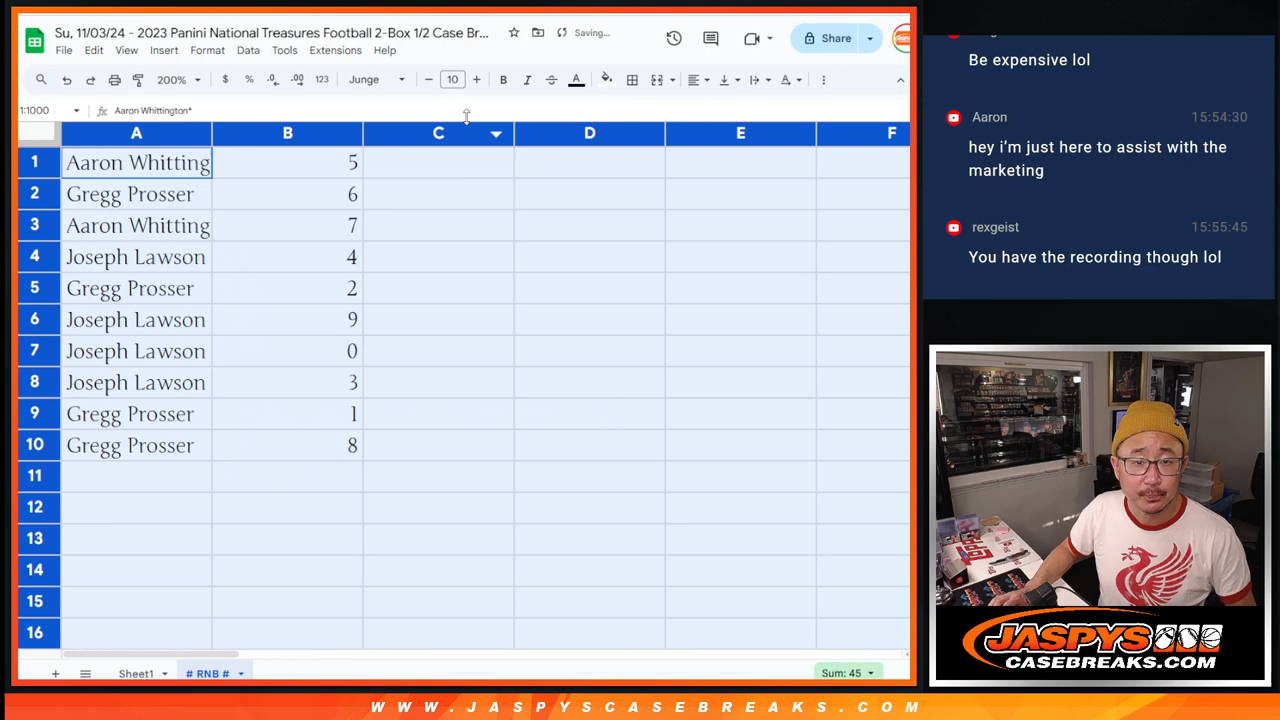 Su, 11/03/24 - 2023 Panini National Treasures Football 2-Box 1/2 Case Br...
Saving...
Share
File Edit View Insert Format Data Tools Extensions Help
200% $ % .0 .00 123 Junge - 10 + B I A
1:1000 fx Aaron Whittington*
A B C D E F
1 Aaron Whitting 5
2 Gregg Prosser 6
3 Aaron Whitting 7
4 Joseph Lawson 4
5 Gregg Prosser 2
6 Joseph Lawson 9
7 Joseph Lawson 0
8 Joseph Lawson 3
9 Gregg Prosser 1
10 Gregg Prosser 8
11
12
13
14
15
16
+ Sheet1 # RNB # Sum: 45
Be expensive lol
Aaron 15:54:30
hey i'm just here to assist with the
marketing
rexgeist 15:55:45
You have the recording though lol
JASPYS
CASEBREAKS.COM
WWW.JASPYSCASEBREAKS.COM